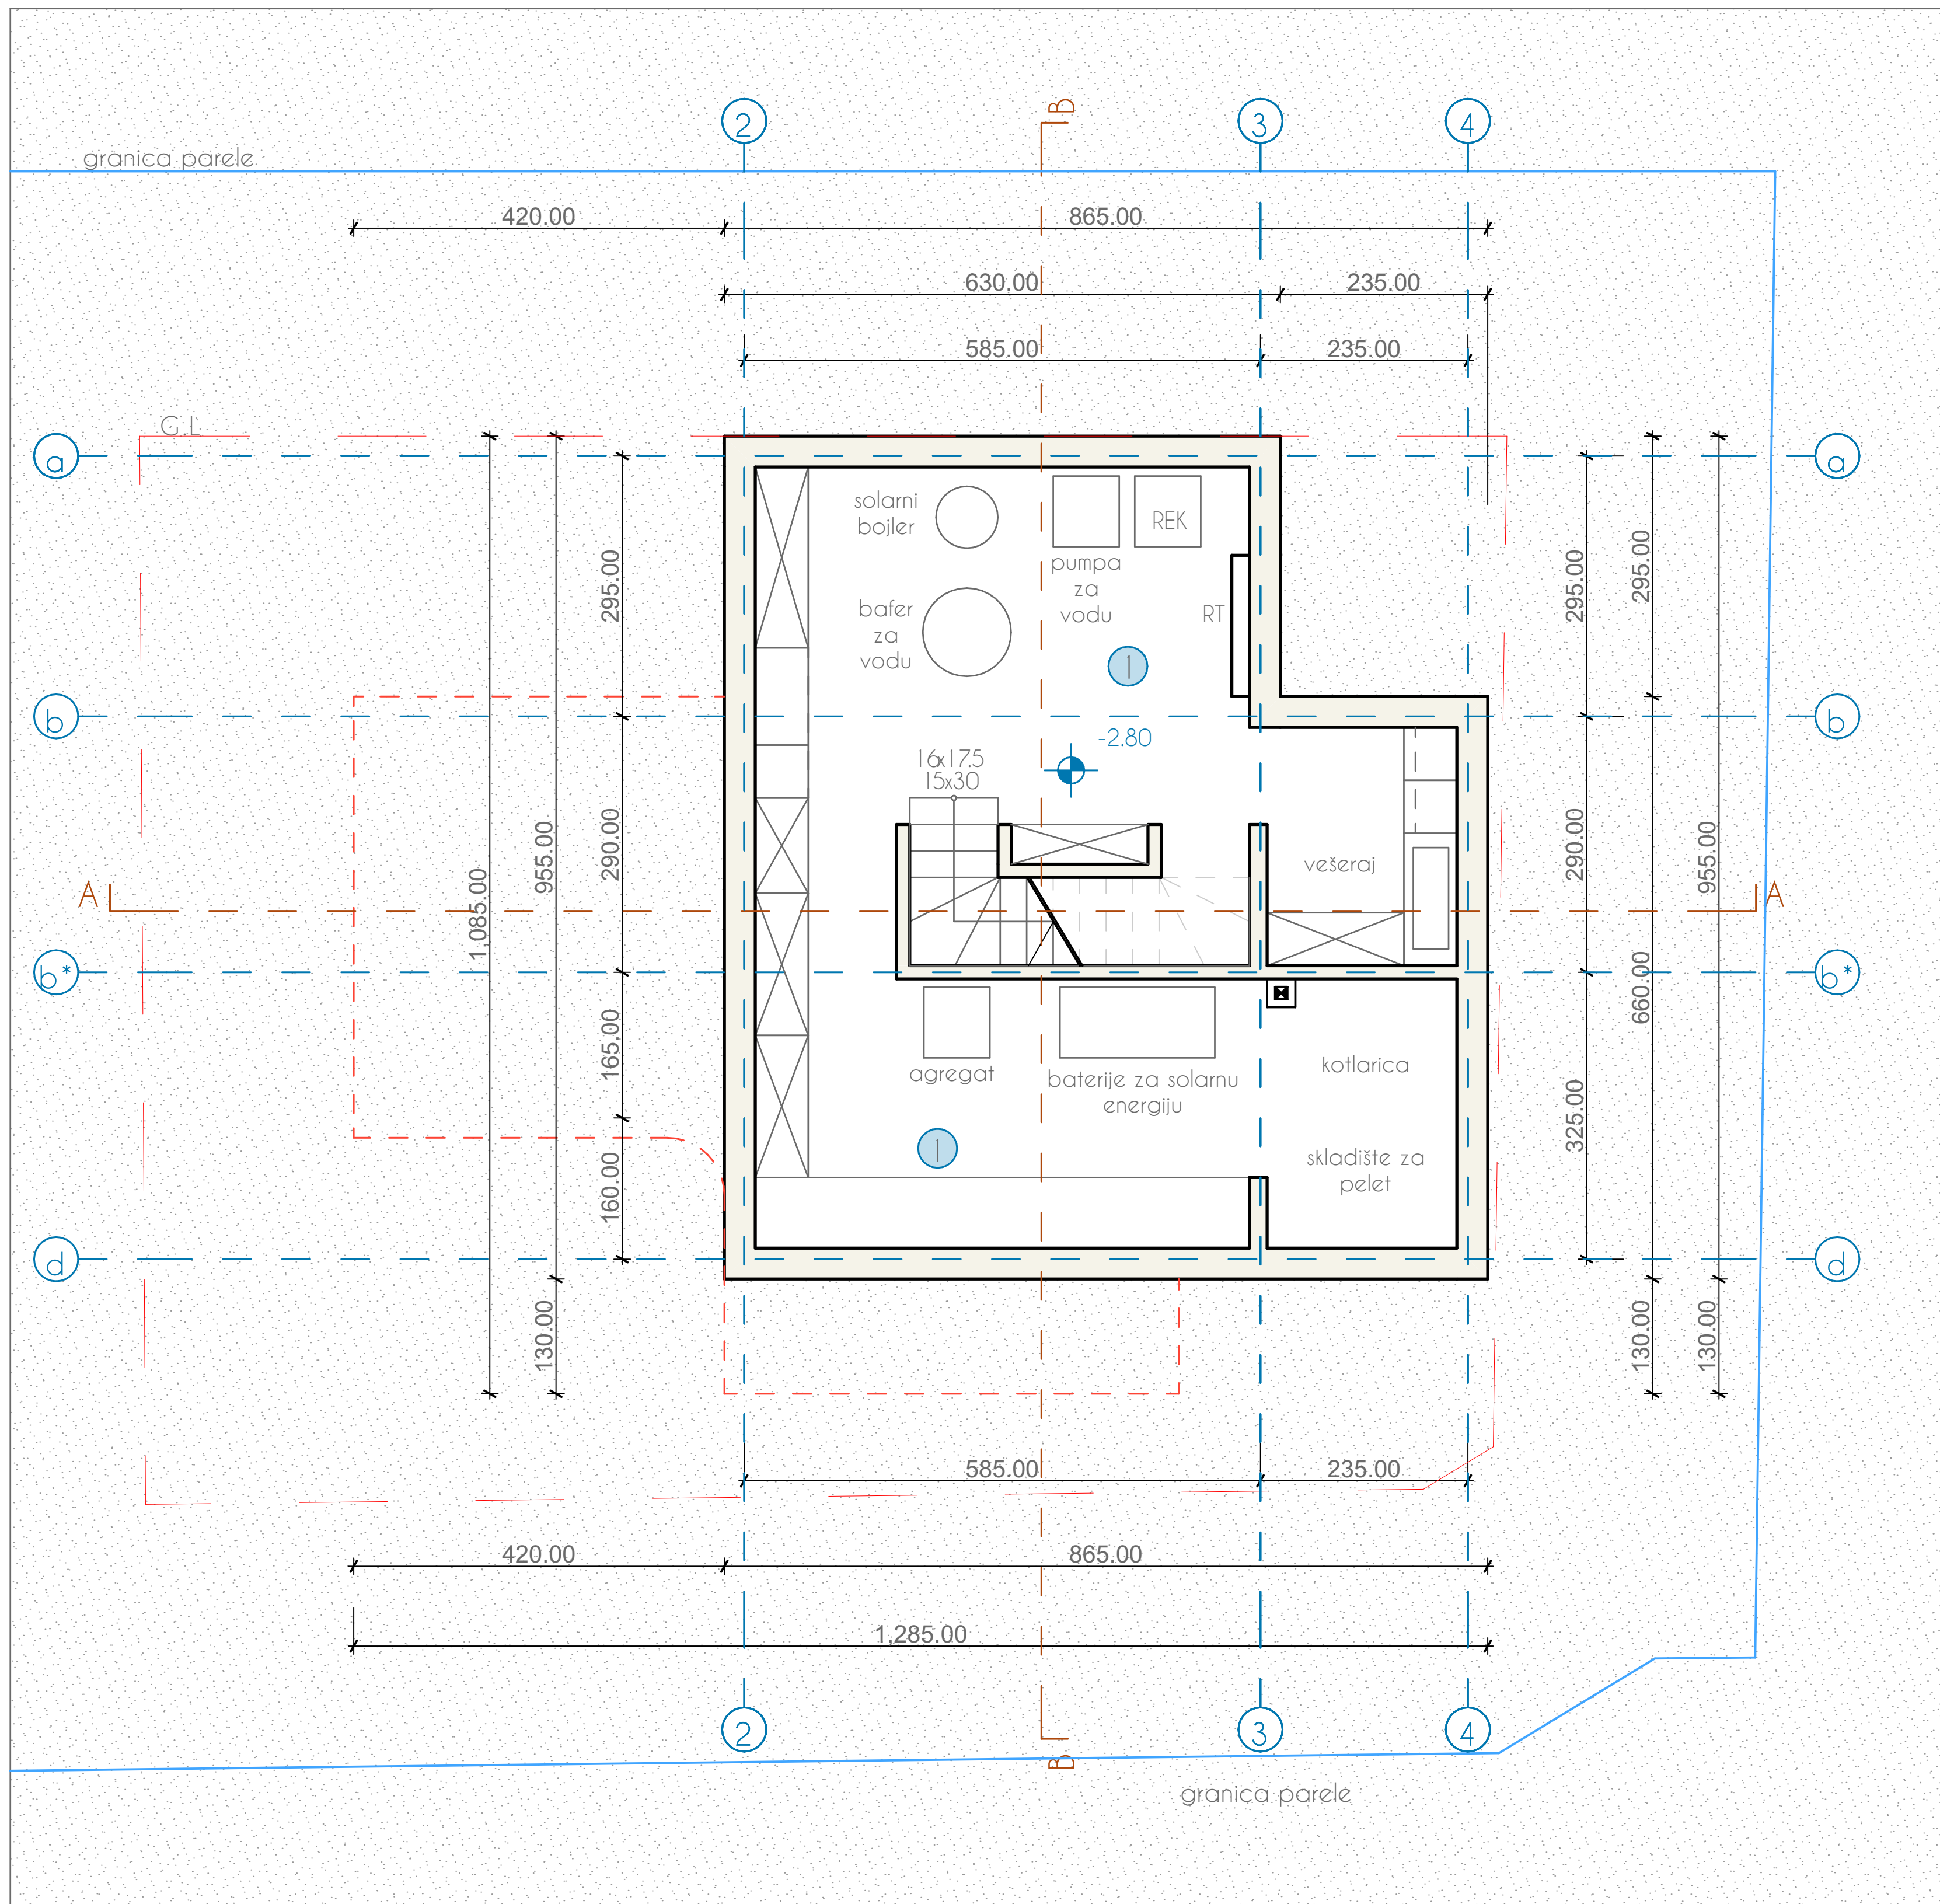 B
2
3
4
granica parele
420.00
865.00
630.00
235.00
585.00
235.00
G.L
a
a
solarni
bojler
REK
pumpa
za
vodu
bafer
za
vodu
RT
1
295.00
295.00
295.00
b
b
-2.80
16x17.5
15x30
vešeraj
A
A
1,085.00
955.00
290.00
290.00
955.00
b*
b*
165.00
660.00
agregat
baterije za solarnu
energiju
kotlarica
skladište za
pelet
1
160.00
325.00
d
d
130.00
130.00
130.00
585.00
235.00
420.00
865.00
1,285.00
2
3
4
B
granica parele